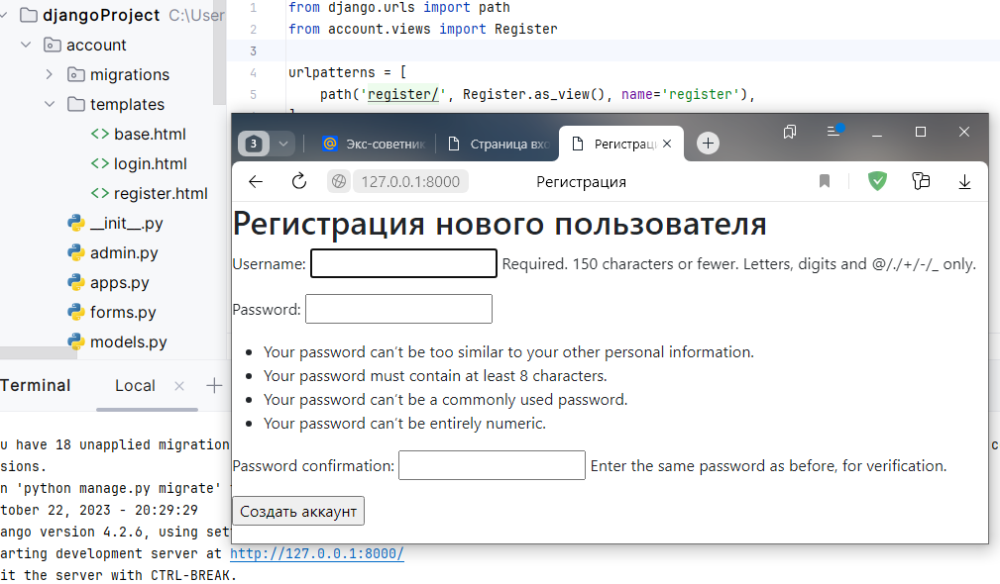 djangoProject C:\User
account
migrations
templates
base.html
login.html
register.html
__init__.py
admin.py
apps.py
forms.py
models.py
1 from django.urls import path
2 from account.views import Register
3
4 urlpatterns = [
5 path('register/', Register.as_view(), name='register'),
3 Экс-советник Страница вхо Регистрац
127.0.0.1:8000 Регистрация
Регистрация нового пользователя
Username: Required. 150 characters or fewer. Letters, digits and @/./+/-/_ only.
Password:
Your password can't be too similar to your other personal information.
Your password must contain at least 8 characters.
Your password can't be a commonly used password.
Your password can't be entirely numeric.
Password confirmation: Enter the same password as before, for verification.
Создать аккаунт
Terminal Local
u have 18 unapplied migration
sions.
n 'python manage.py migrate'
tober 22, 2023 - 20:29:29
ango version 4.2.6, using set
arting development server at http://127.0.0.1:8000/
it the server with CTRL-BREAK.